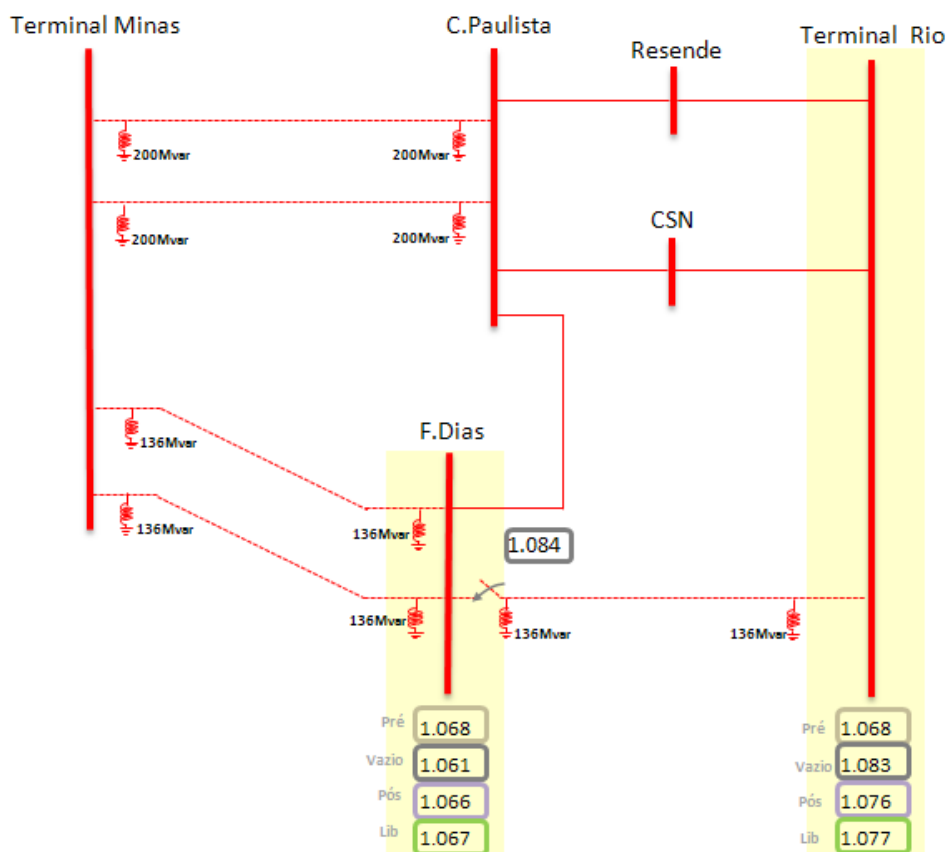 Terminal Minas
C.Paulista
Terminal Rio
Resende
200Mvar
200Mvar
200Mvar
200Mvar
CSN
F.Dias
136Mvar
136Mvar
136Mvar
1.084
136Mvar
136Mvar
136Mvar
Pré 1.068
Vazio 1.061
Pós 1.066
Lib 1.067
Pré 1.068
Vazio 1.083
Pós 1.076
Lib 1.077